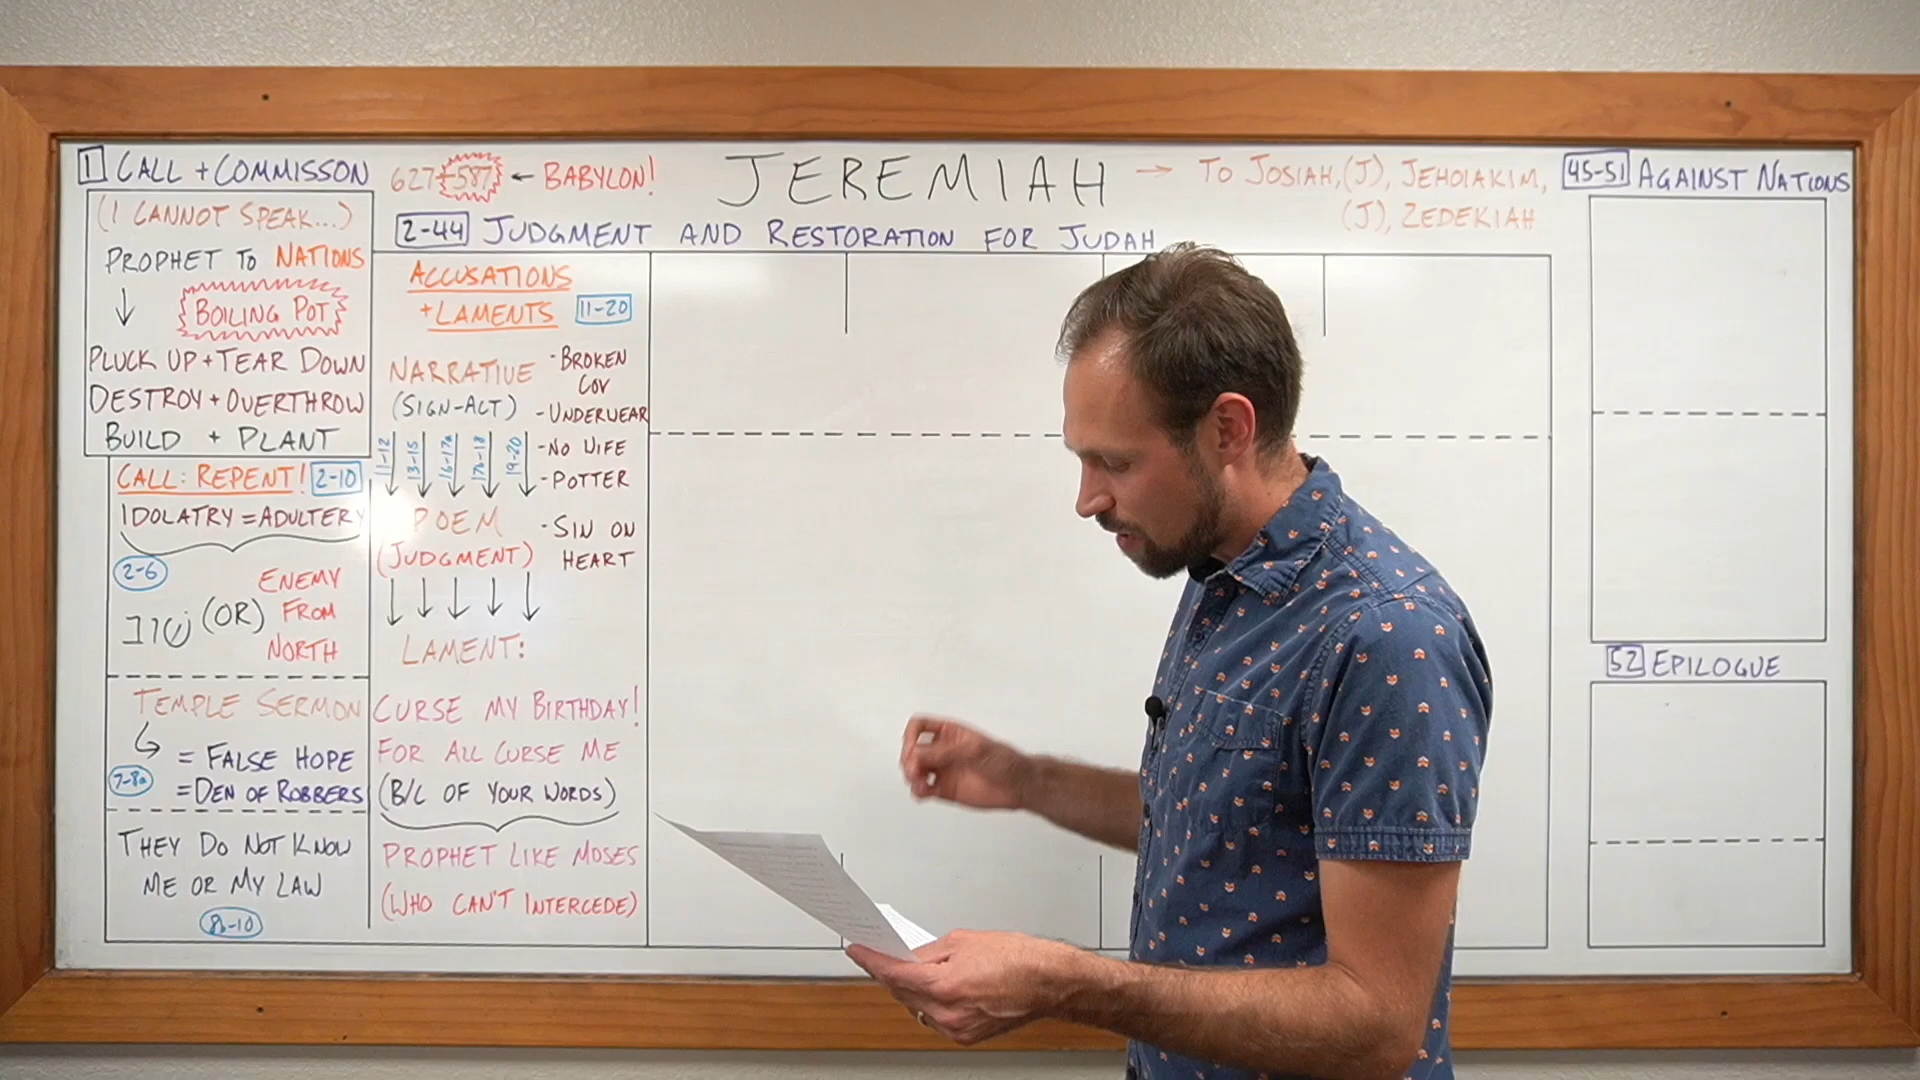 1 CALL + COMMISSON
627-587 ← BABYLON!
JEREMIAH → TO JOSIAH, (J), JEHOIAKIM,
(J), ZEDEKIAH
(I CANNOT SPEAK...)
PROPHET TO NATIONS
↓ BOILING POT
PLUCK UP + TEAR DOWN
DESTROY + OVERTHROW
BUILD + PLANT
CALL: REPENT! 2-10
IDOLATRY = ADULTERY
2-6
שוב (OR) ENEMY
FROM
NORTH
TEMPLE SERMON
= FALSE HOPE
7-8a = DEN OF ROBBERS
THEY DO NOT KNOW
ME OR MY LAW
8b-10
2-44 JUDGMENT AND RESTORATION FOR JUDAH
ACCUSATIONS
+ LAMENTS 11-20
NARRATIVE
(SIGN-ACT)
- BROKEN
COV
- UNDERWEAR
- NO WIFE
- POTTER
- SIN ON
HEART
11-12
13-15
16-17a
17b-18
19-20
POEM
(JUDGMENT)
LAMENT:
CURSE MY BIRTHDAY!
FOR ALL CURSE ME
(B/C OF YOUR WORDS)
PROPHET LIKE MOSES
(WHO CAN'T INTERCEDE)
45-51 AGAINST NATIONS
52 EPILOGUE